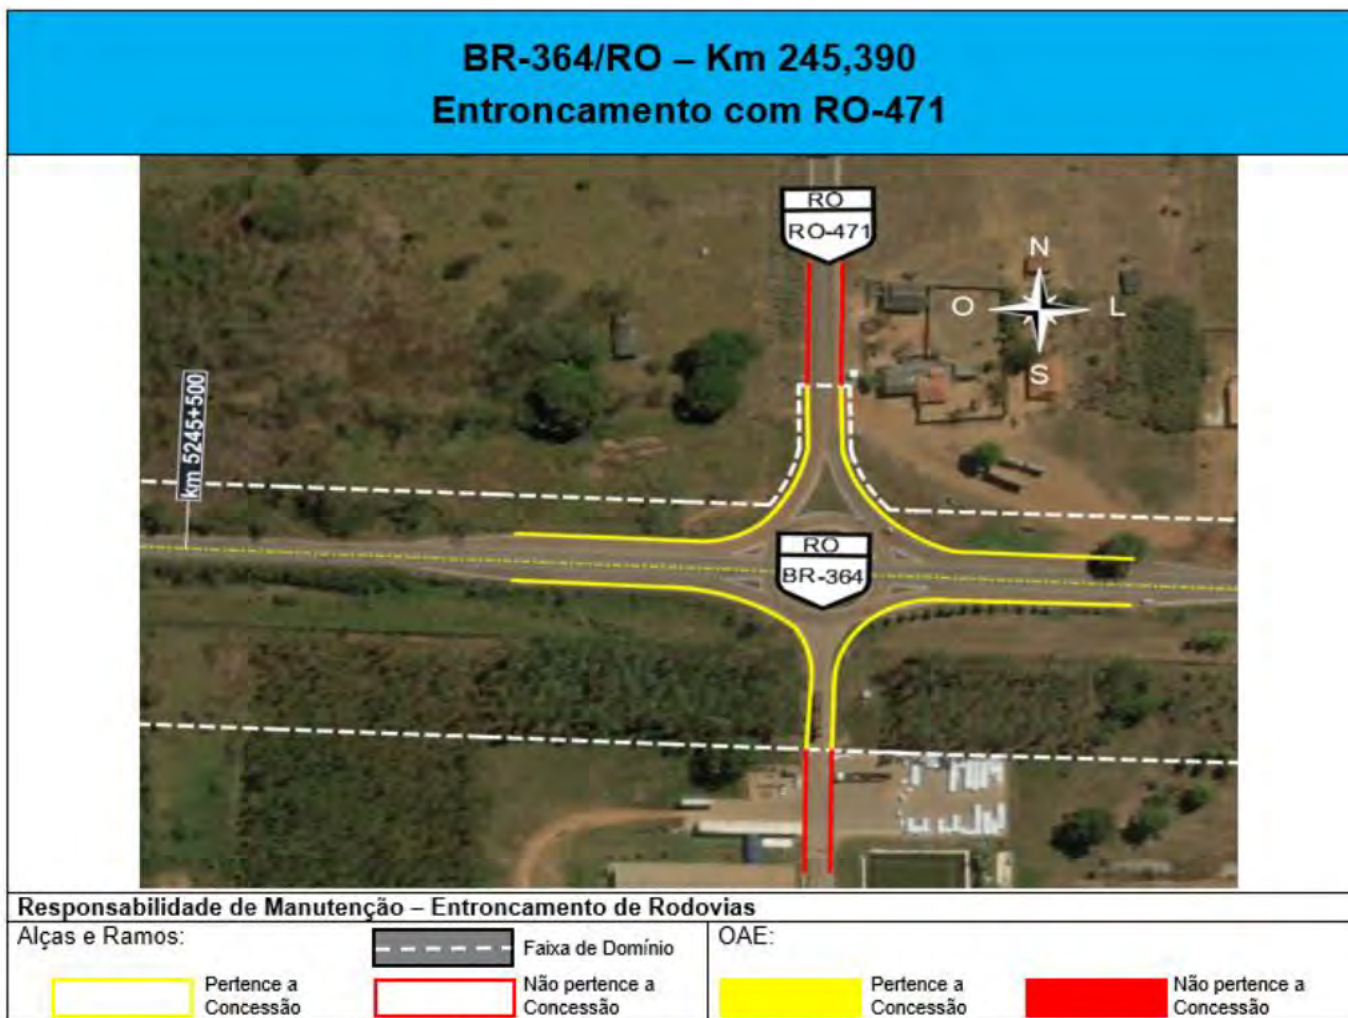 BR-364/RO – Km 245,390
Entroncamento com RO-471
RO
RO-471
N
O
L
S
km 5245+500
RO
BR-364
Responsabilidade de Manutenção – Entroncamento de Rodovias
Alças e Ramos:
Faixa de Domínio
Pertence a
Concessão
Não pertence a
Concessão
OAE:
Pertence a
Concessão
Não pertence a
Concessão